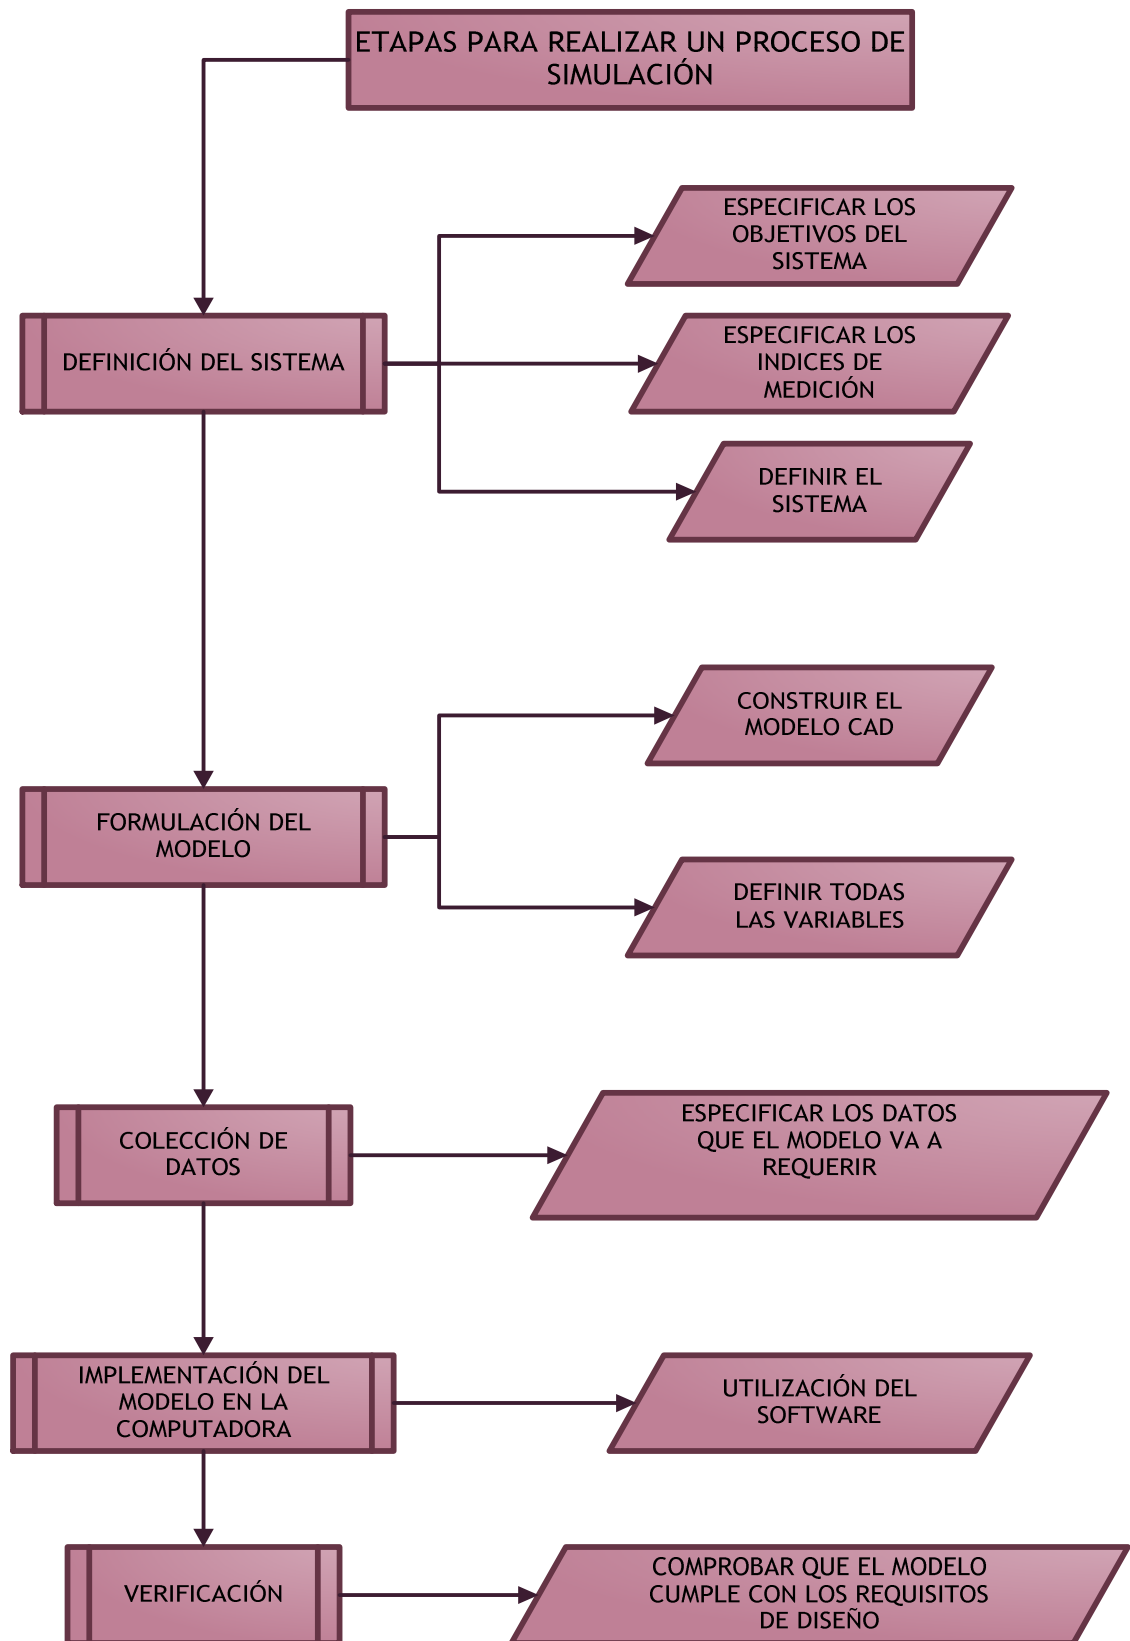 ETAPAS PARA REALIZAR UN PROCESO DE
SIMULACIÓN
ESPECIFICAR LOS
OBJETIVOS DEL
SISTEMA
DEFINICIÓN DEL SISTEMA
ESPECIFICAR LOS
INDICES DE
MEDICIÓN
DEFINIR EL
SISTEMA
CONSTRUIR EL
MODELO CAD
FORMULACIÓN DEL
MODELO
DEFINIR TODAS
LAS VARIABLES
COLECCIÓN DE
DATOS
ESPECIFICAR LOS DATOS
QUE EL MODELO VA A
REQUERIR
IMPLEMENTACIÓN DEL
MODELO EN LA
COMPUTADORA
UTILIZACIÓN DEL
SOFTWARE
VERIFICACIÓN
COMPROBAR QUE EL MODELO
CUMPLE CON LOS REQUISITOS
DE DISEÑO